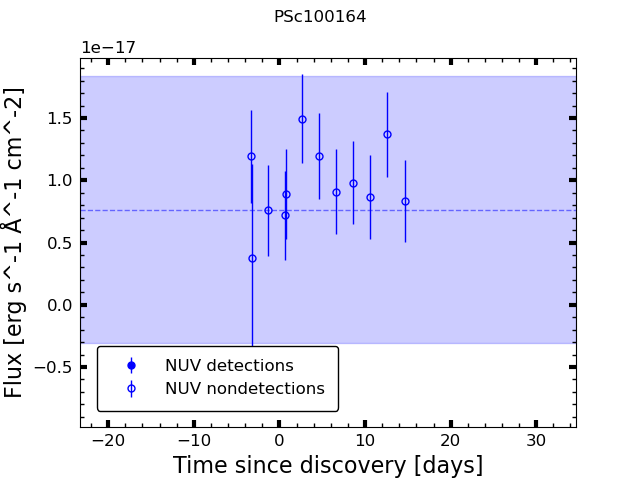 PSc100164
1e−17
1.5
1.0
0.5
0.0
−0.5
Flux [erg s^-1 Å^-1 cm^-2]
NUV detections
NUV nondetections
−20 −10 0 10 20 30
Time since discovery [days]